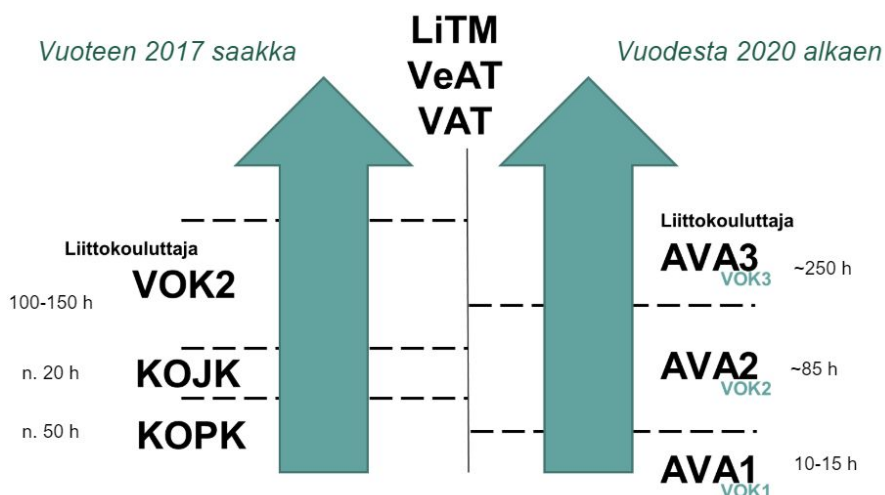 Vuoteen 2017 saakka
LiTM
VeAT
VAT
Vuodesta 2020 alkaen
Liittokouluttaja
VOK2
100-150 h
n. 20 h
KOJK
n. 50 h
KOPK
Liittokouluttaja
AVA3
VOK3
~250 h
AVA2
VOK2
~85 h
AVA1
VOK1
10-15 h